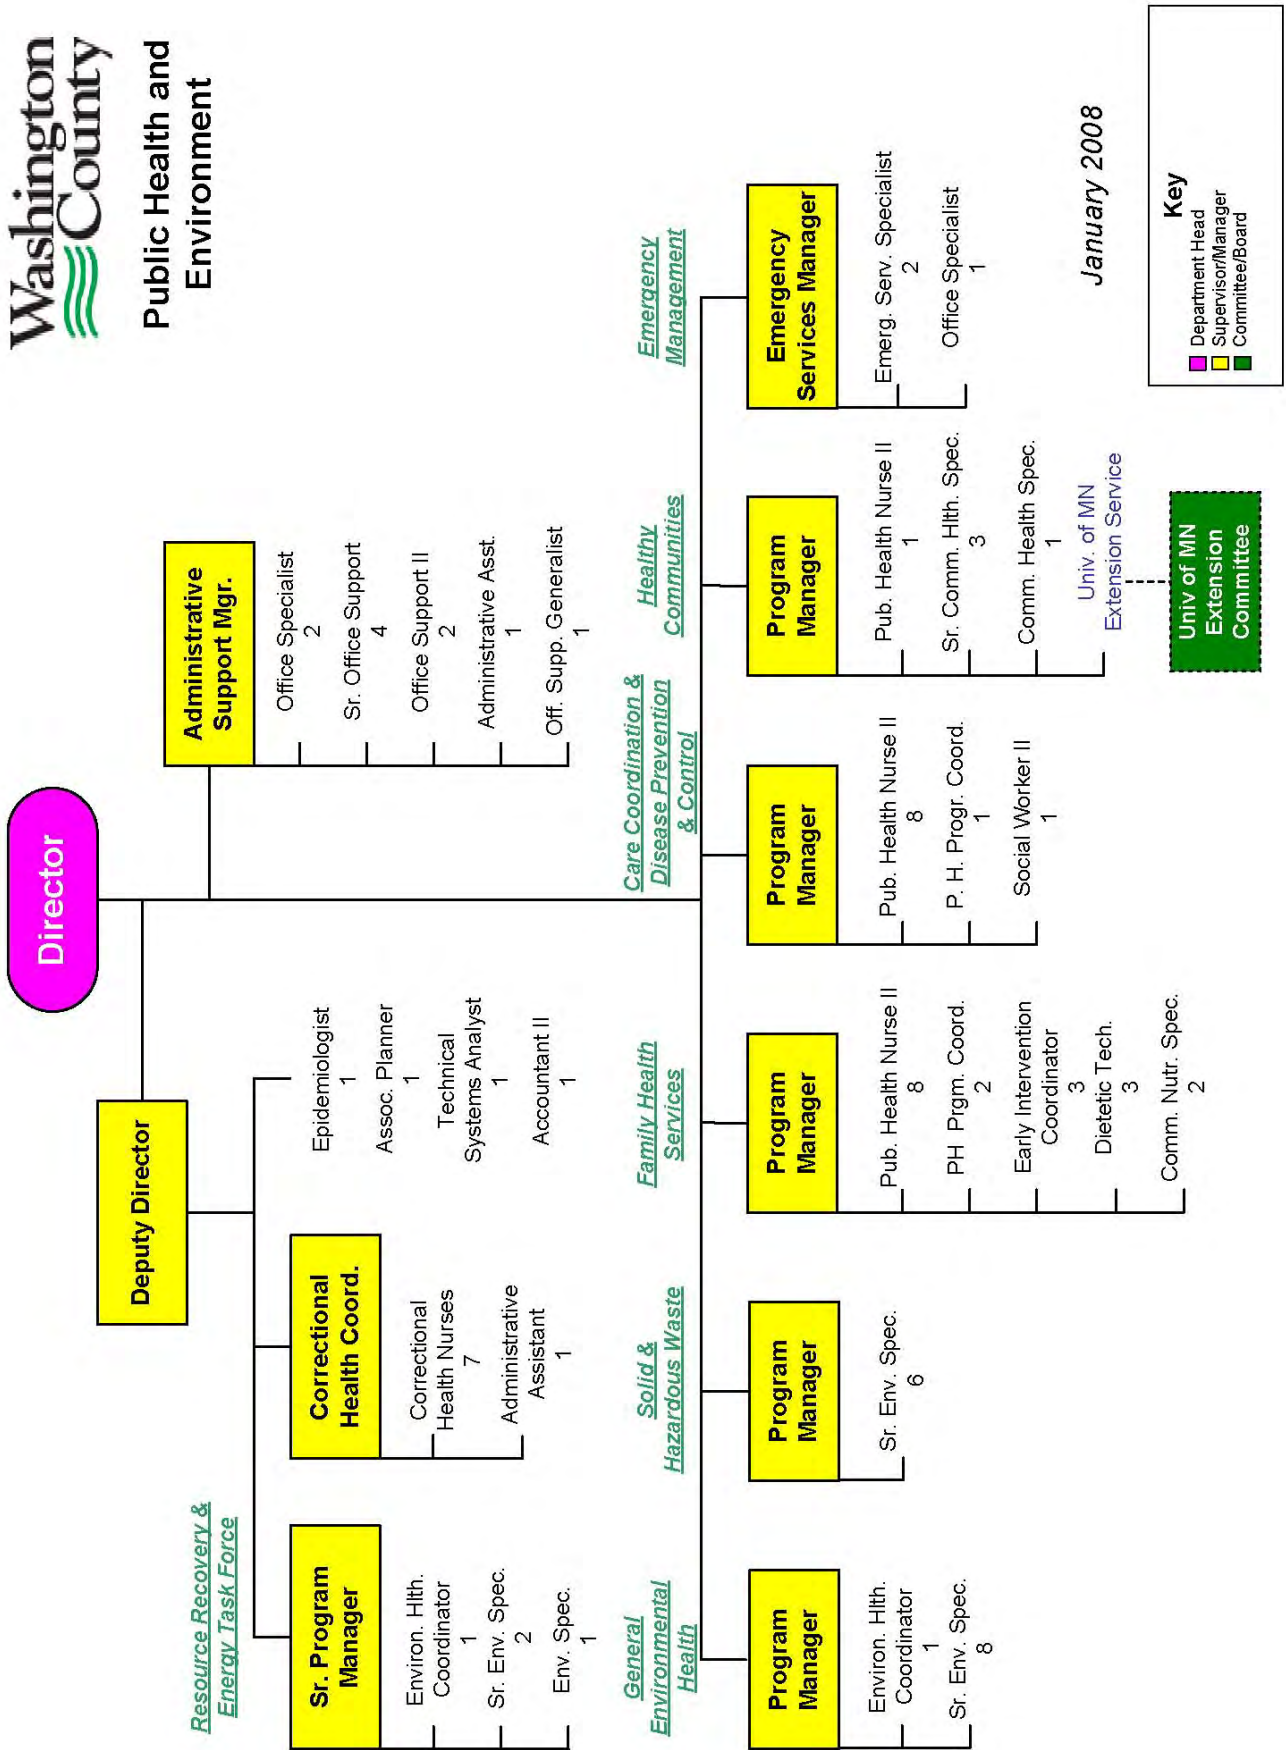 Washington
County
Public Health and
Environment
Director
Deputy Director
Administrative
Support Mgr.
Office Specialist
2
Sr. Office Support
4
Office Support II
2
Administrative Asst.
1
Off. Supp. Generalist
1
Resource Recovery &
Energy Task Force
Sr. Program
Manager
Environ. Hlth.
Coordinator
1
Sr. Env. Spec.
2
Env. Spec.
1
Correctional
Health Coord.
Correctional
Health Nurses
7
Administrative
Assistant
1
Epidemiologist
1
Assoc. Planner
1
Technical
Systems Analyst
1
Accountant II
1
General
Environmental
Health
Program
Manager
Environ. Hlth.
Coordinator
1
Sr. Env. Spec.
8
Solid &
Hazardous Waste
Program
Manager
Sr. Env. Spec.
6
Family Health
Services
Program
Manager
Pub. Health Nurse II
8
PH Prgm. Coord.
2
Early Intervention
Coordinator
3
Dietetic Tech.
3
Comm. Nutr. Spec.
2
Care Coordination &
Disease Prevention
& Control
Program
Manager
Pub. Health Nurse II
8
P. H. Progr. Coord.
1
Social Worker II
1
Healthy
Communities
Program
Manager
Pub. Health Nurse II
1
Sr. Comm. Hlth. Spec.
3
Comm. Health Spec.
1
Univ. of MN
Extension Service
Univ of MN
Extension
Committee
Emergency
Management
Emergency
Services Manager
Emerg. Serv. Specialist
2
Office Specialist
1
January 2008
Key
Department Head
Supervisor/Manager
Committee/Board